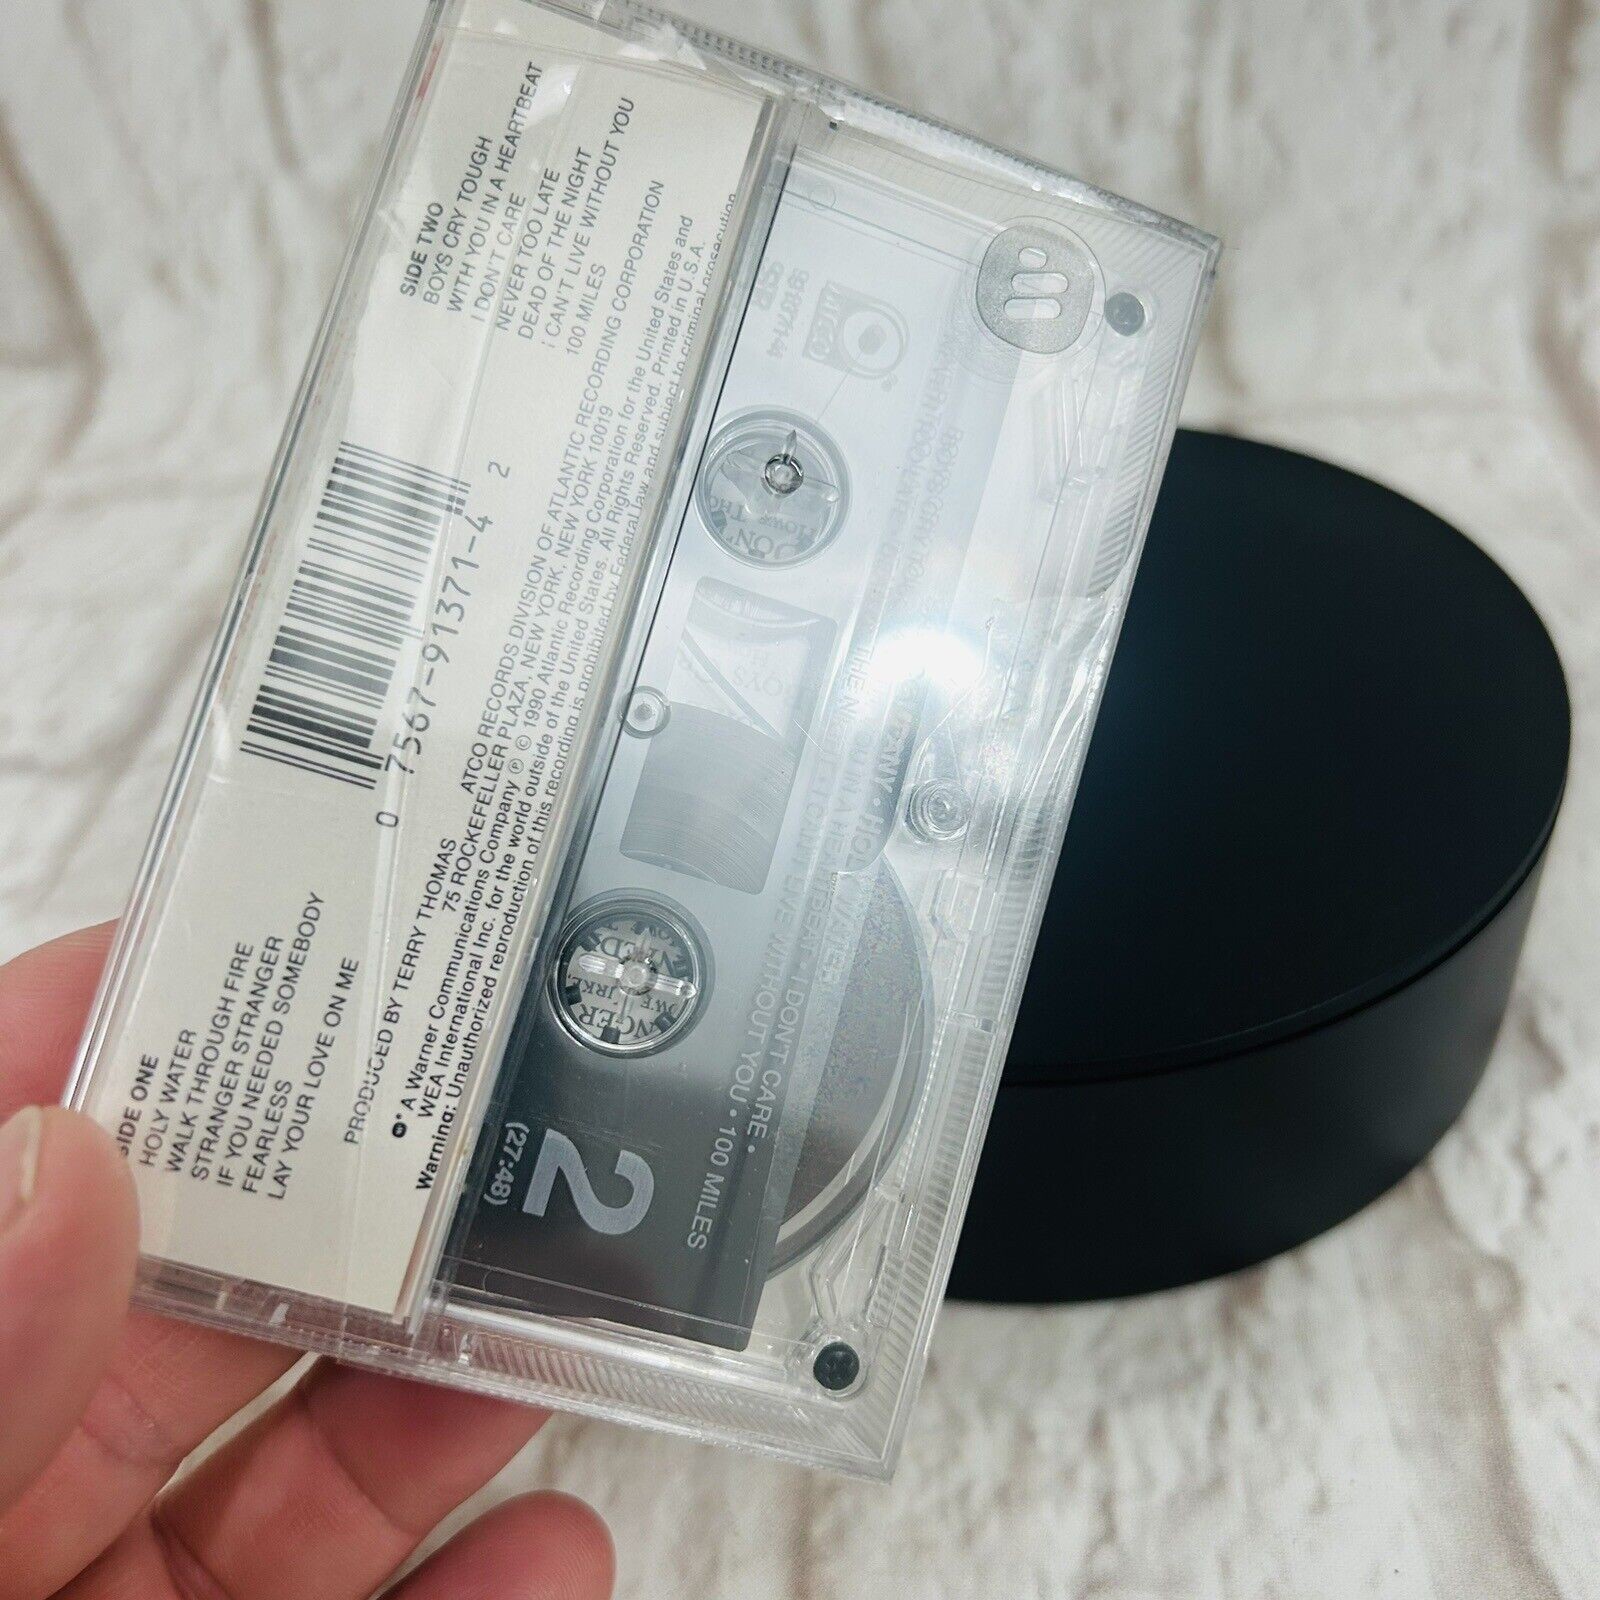 SIDE ONE
HOLY WATER
WALK THROUGH FIRE
STRANGER STRANGER
IF YOU NEEDED SOMEBODY
FEARLESS
LAY YOUR LOVE ON ME
0 7567-91371-4 2
SIDE TWO
BOYS CRY TOUGH
WITH YOU IN A HEARTBEAT
I DON'T CARE
NEVER TOO LATE
DEAD OF THE NIGHT
i CAN'T LIVE WITHOUT YOU
100 MILES
PRODUCED BY TERRY THOMAS
ATCO RECORDS DIVISION OF ATLANTIC RECORDING CORPORATION
75 ROCKEFELLER PLAZA, NEW YORK, NEW YORK 10019
A Warner Communications Company ℗ © 1990 Atlantic Recording Corporation for the United States and
WEA International Inc. for the world outside of the United States. All Rights Reserved. Printed in U.S.A.
Warning: Unauthorized reproduction of this recording is prohibited by Federal Law and subject to criminal prosecution.
2
(27:48)
I DON'T CARE •
CAN'T LIVE WITHOUT YOU • 100 MILES